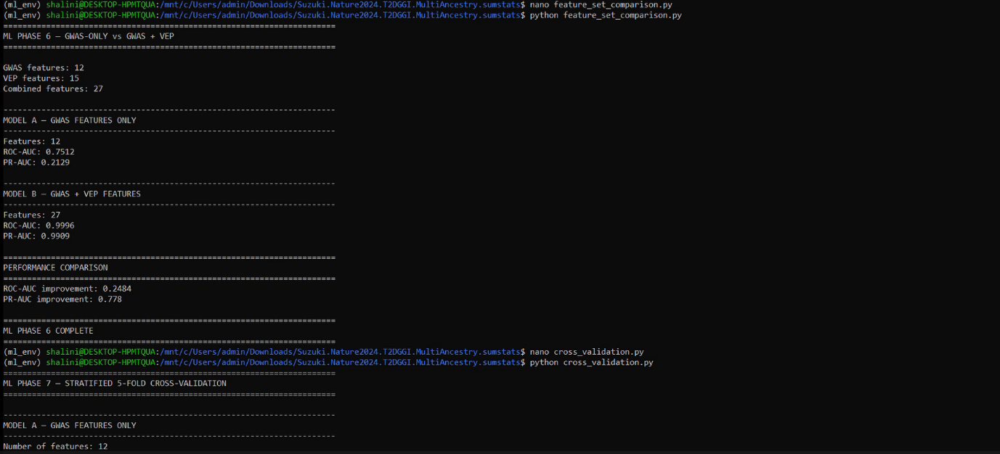 (ml_env) shalini@DESKTOP-HPMTQUA:/mnt/c/Users/admin/Downloads/Suzuki.Nature2024.T2DGGI.MultiAncestry.sumstats$ nano feature_set_comparison.py
(ml_env) shalini@DESKTOP-HPMTQUA:/mnt/c/Users/admin/Downloads/Suzuki.Nature2024.T2DGGI.MultiAncestry.sumstats$ python feature_set_comparison.py
======================================================================
ML PHASE 6 — GWAS-ONLY vs GWAS + VEP
======================================================================
GWAS features: 12
VEP features: 15
Combined features: 27
----------------------------------------------------------------------
MODEL A — GWAS FEATURES ONLY
----------------------------------------------------------------------
Features: 12
ROC-AUC: 0.7512
PR-AUC: 0.2129
----------------------------------------------------------------------
MODEL B — GWAS + VEP FEATURES
----------------------------------------------------------------------
Features: 27
ROC-AUC: 0.9996
PR-AUC: 0.9909
======================================================================
PERFORMANCE COMPARISON
======================================================================
ROC-AUC improvement: 0.2484
PR-AUC improvement: 0.778
======================================================================
ML PHASE 6 COMPLETE
======================================================================
(ml_env) shalini@DESKTOP-HPMTQUA:/mnt/c/Users/admin/Downloads/Suzuki.Nature2024.T2DGGI.MultiAncestry.sumstats$ nano cross_validation.py
(ml_env) shalini@DESKTOP-HPMTQUA:/mnt/c/Users/admin/Downloads/Suzuki.Nature2024.T2DGGI.MultiAncestry.sumstats$ python cross_validation.py
======================================================================
ML PHASE 7 — STRATIFIED 5-FOLD CROSS-VALIDATION
======================================================================
----------------------------------------------------------------------
MODEL A — GWAS FEATURES ONLY
----------------------------------------------------------------------
Number of features: 12